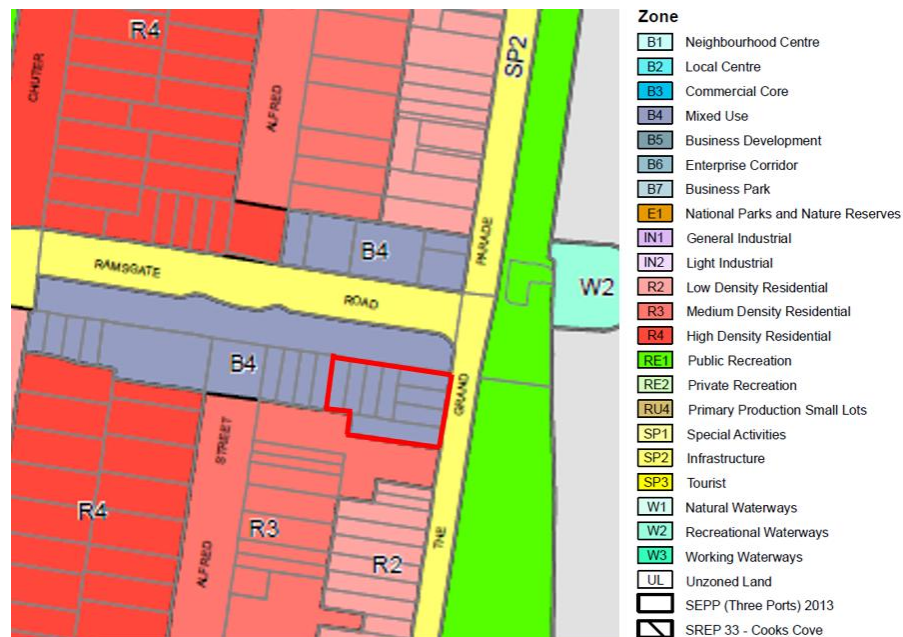 R4
CHUTER
ALFRED
SP2
PARADE
B4
W2
RAMSGATE
ROAD
B4
GRAND
STREET
R4
R3
ALFRED
R2
THE
Zone
B1 Neighbourhood Centre
B2 Local Centre
B3 Commercial Core
B4 Mixed Use
B5 Business Development
B6 Enterprise Corridor
B7 Business Park
E1 National Parks and Nature Reserves
IN1 General Industrial
IN2 Light Industrial
R2 Low Density Residential
R3 Medium Density Residential
R4 High Density Residential
RE1 Public Recreation
RE2 Private Recreation
RU4 Primary Production Small Lots
SP1 Special Activities
SP2 Infrastructure
SP3 Tourist
W1 Natural Waterways
W2 Recreational Waterways
W3 Working Waterways
UL Unzoned Land
SEPP (Three Ports) 2013
SREP 33 - Cooks Cove